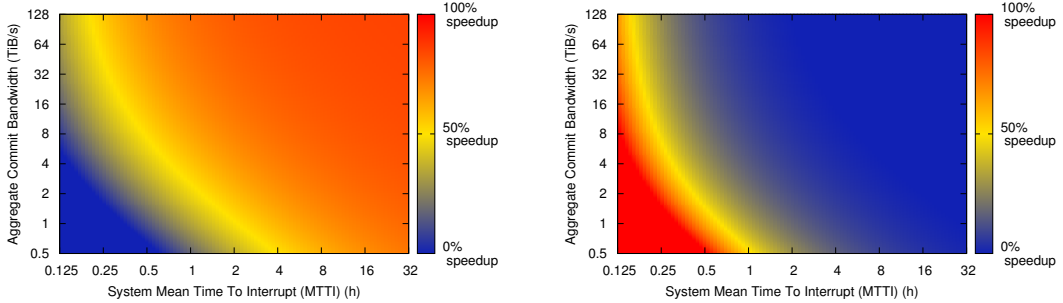 128
64
32
16
8
4
2
1
0.5
Aggregate Commit Bandwidth (TiB/s)
0.125 0.25 0.5 1 2 4 8 16 32
System Mean Time To Interrupt (MTTI) (h)
100%
speedup
50%
speedup
0%
speedup
128
64
32
16
8
4
2
1
0.5
Aggregate Commit Bandwidth (TiB/s)
0.125 0.25 0.5 1 2 4 8 16 32
System Mean Time To Interrupt (MTTI) (h)
100%
speedup
50%
speedup
0%
speedup